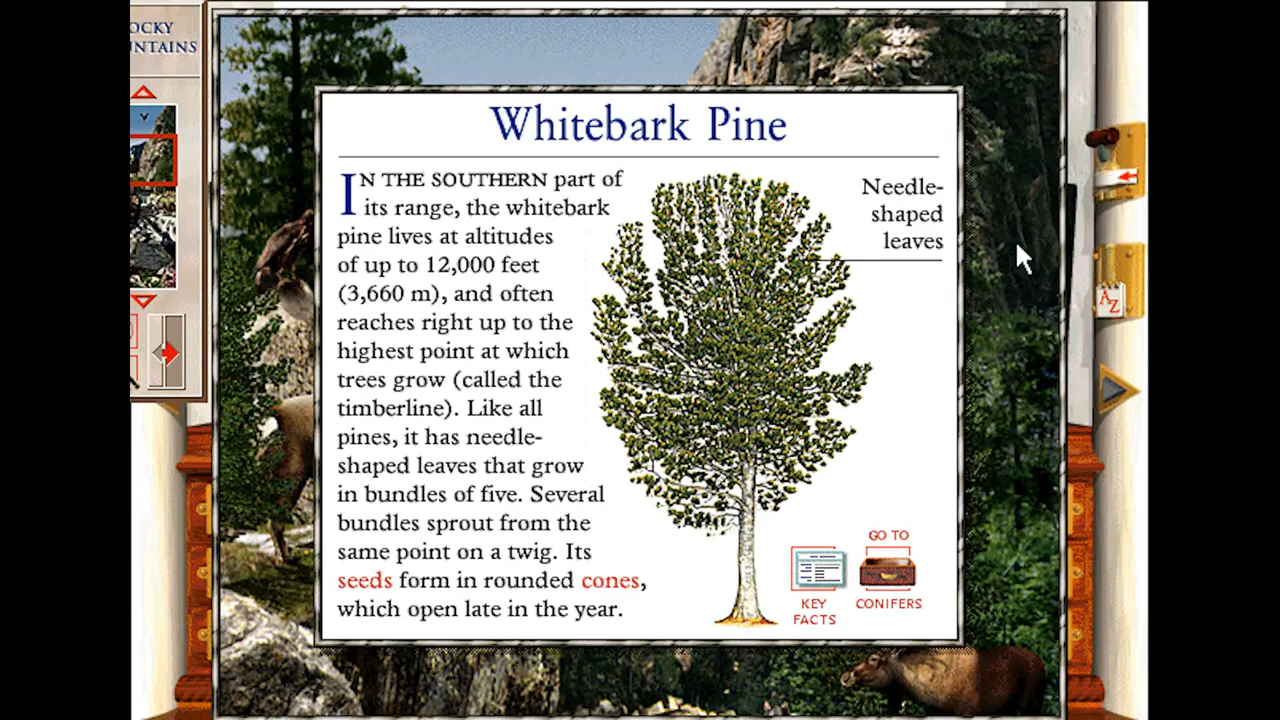 OCKY
UNTAINS
Whitebark Pine
IN THE SOUTHERN part of
its range, the whitebark
pine lives at altitudes
of up to 12,000 feet
(3,660 m), and often
reaches right up to the
highest point at which
trees grow (called the
timberline). Like all
pines, it has needle-
shaped leaves that grow
in bundles of five. Several
bundles sprout from the
same point on a twig. Its
seeds form in rounded cones,
which open late in the year.
Needle-
shaped
leaves
KEY
FACTS
GO TO
CONIFERS
A
Z